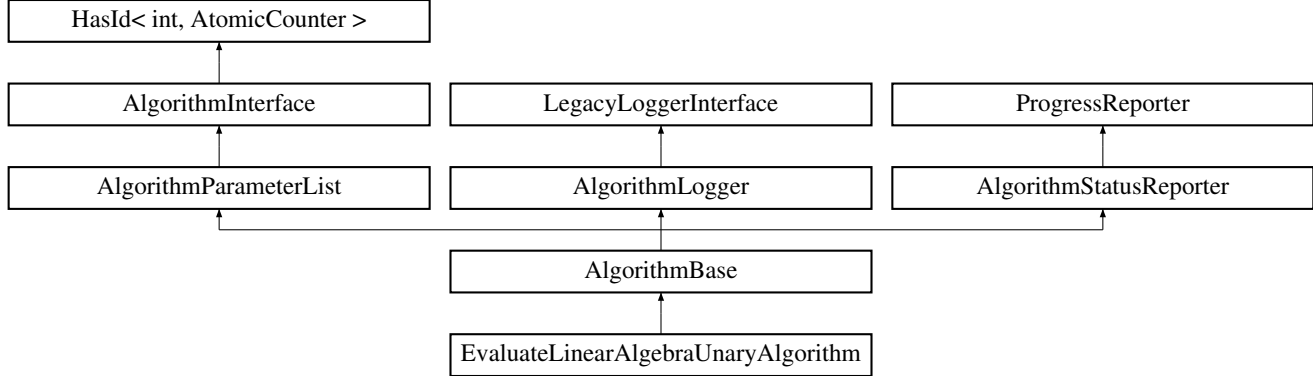 HasId< int, AtomicCounter >
AlgorithmInterface
LegacyLoggerInterface
ProgressReporter
AlgorithmParameterList
AlgorithmLogger
AlgorithmStatusReporter
AlgorithmBase
EvaluateLinearAlgebraUnaryAlgorithm